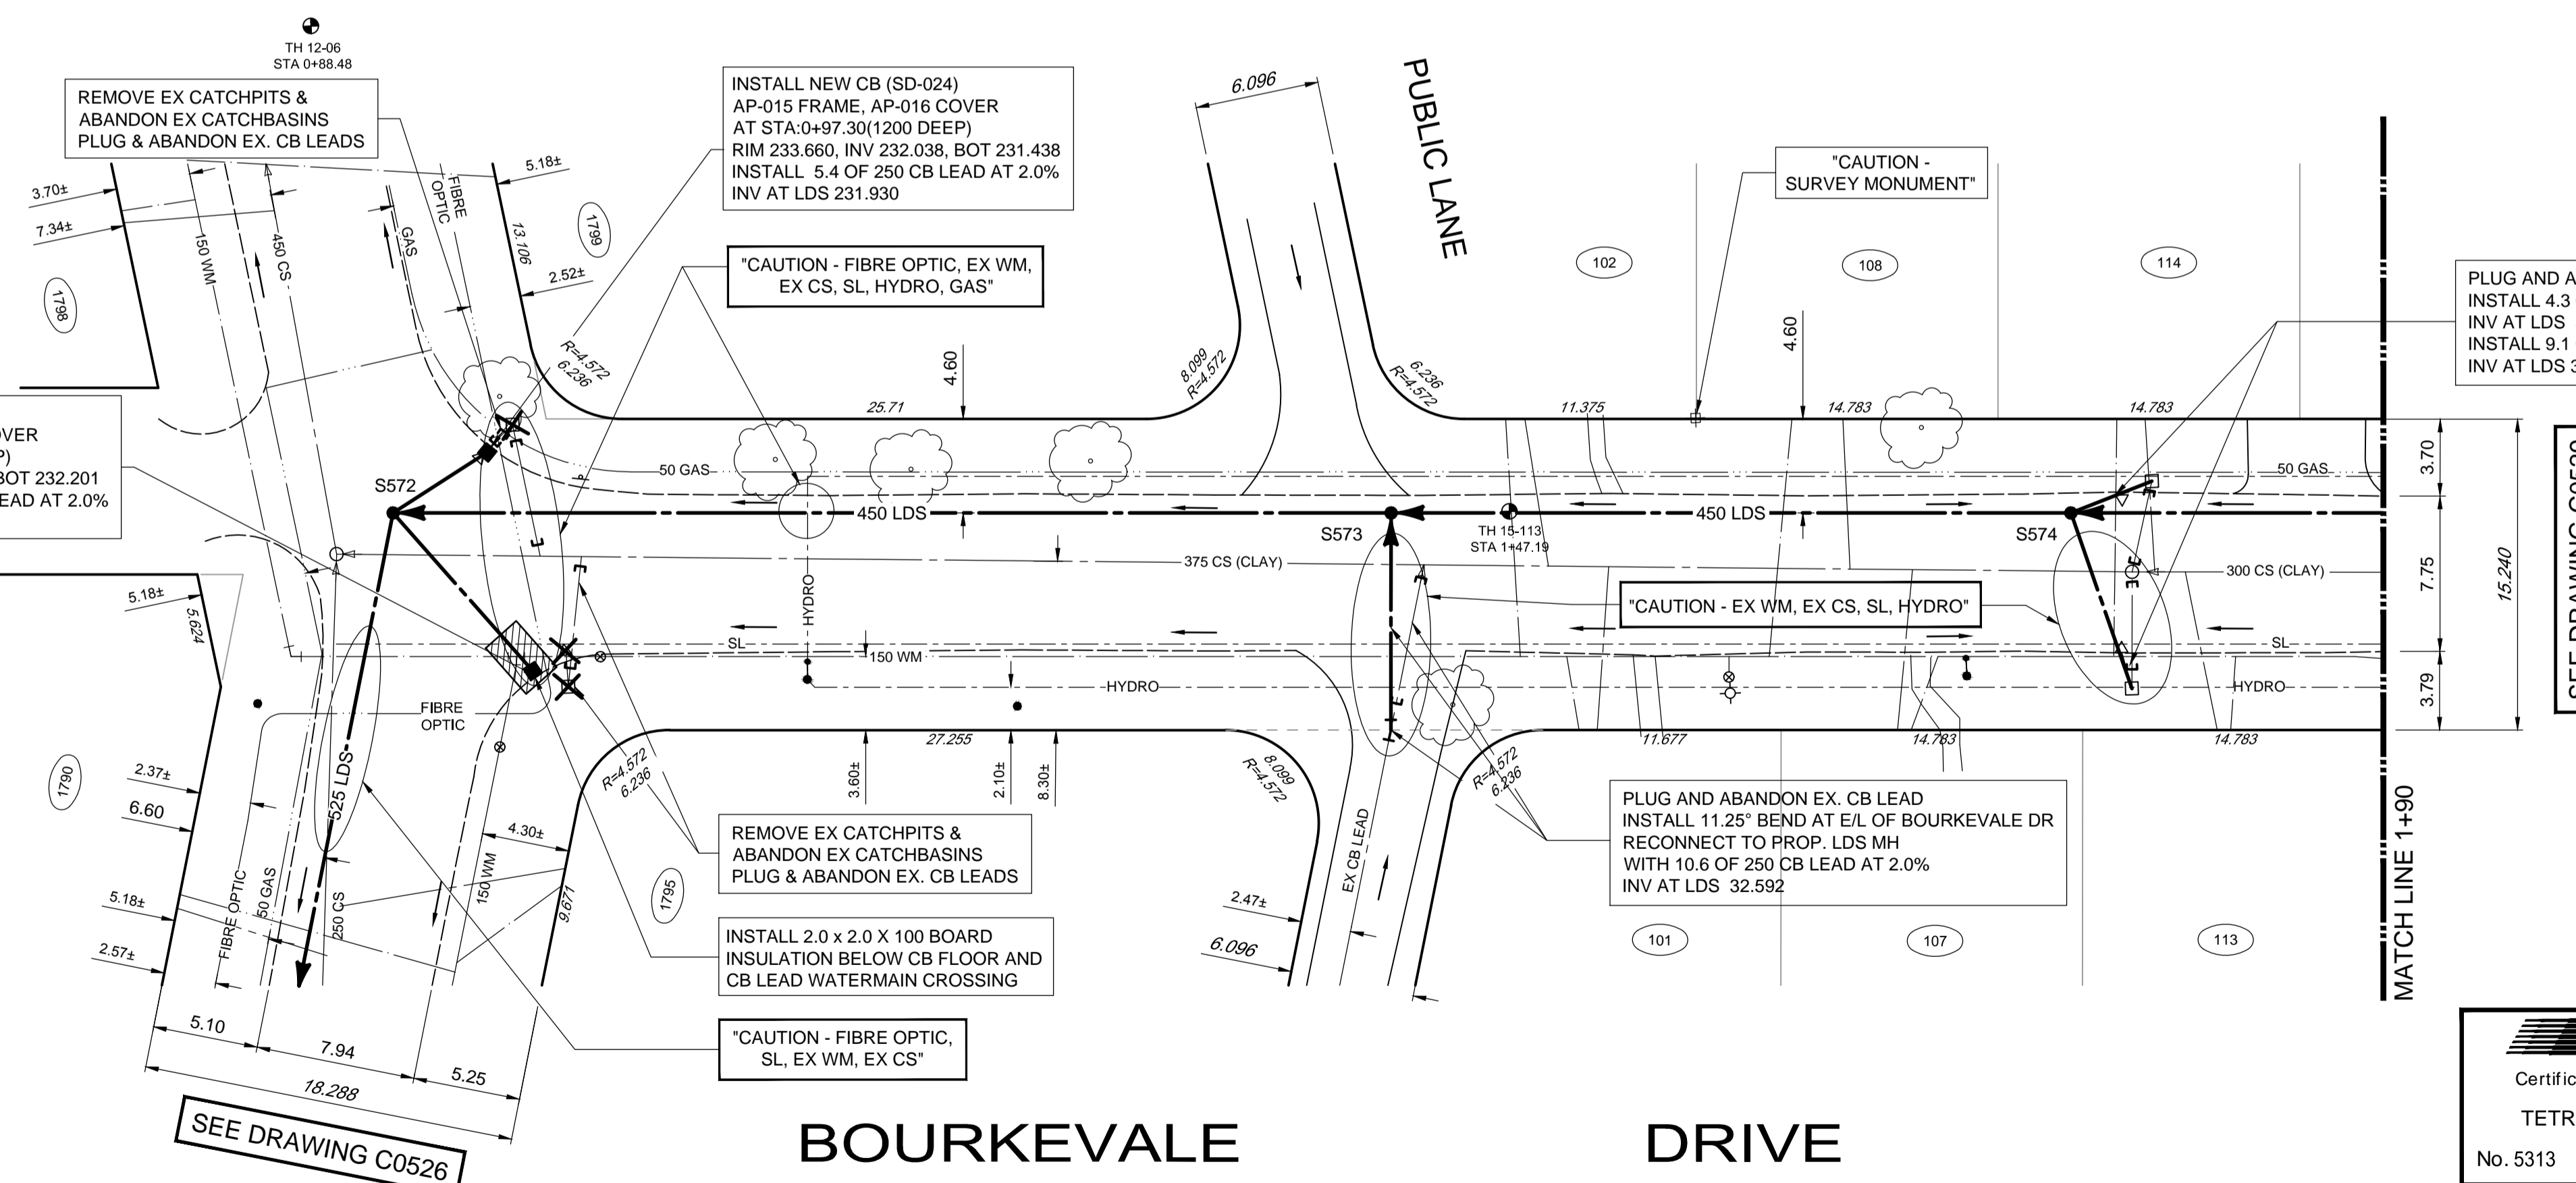 TH 12-06
STA 0+88.48
REMOVE EX CATCHPITS &
ABANDON EX CATCHBASINS
PLUG & ABANDON EX. CB LEADS
INSTALL NEW CB (SD-024)
AP-015 FRAME, AP-016 COVER
AT STA:0+97.30(1200 DEEP)
RIM 233.660, INV 232.038, BOT 231.438
INSTALL 5.4 OF 250 CB LEAD AT 2.0%
INV AT LDS 231.930
"CAUTION - FIBRE OPTIC, EX WM,
EX CS, SL, HYDRO, GAS"
6.096
PUBLIC LANE
"CAUTION -
SURVEY MONUMENT"
102
108
114
PLUG AND A
INSTALL 4.3
INV AT LDS
INSTALL 9.1
INV AT LDS 3
3.70±
7.34±
1798
150 WM
450 CS
GAS
FIBRE
OPTIC
5.18±
13.106
1799
2.52±
R=4.572
6.236
4.60
25.71
8.099
R=4.572
6.236
R=4.572
11.375
4.60
14.783
14.783
OVER
P)
BOT 232.201
EAD AT 2.0%
S572
50 GAS
50 GAS
450 LDS
450 LDS
S573
TH 15-113
STA 1+47.19
S574
375 CS (CLAY)
300 CS (CLAY)
HYDRO
"CAUTION - EX WM, EX CS, SL, HYDRO"
SL
150 WM
SL
HYDRO
HYDRO
3.70
7.75
3.79
15.240
SEE DRAWING C0530
5.18±
5.624
FIBRE
OPTIC
525 LDS
27.255
R=4.572
6.236
3.60±
2.10±
8.30±
8.099
R=4.572
R=4.572
6.236
11.677
14.783
14.783
1790
2.37±
6.60
5.18±
2.57±
FIBRE OPTIC
50 GAS
250 CS
150 WM
4.30±
9.671
1795
REMOVE EX CATCHPITS &
ABANDON EX CATCHBASINS
PLUG & ABANDON EX. CB LEADS
INSTALL 2.0 x 2.0 X 100 BOARD
INSULATION BELOW CB FLOOR AND
CB LEAD WATERMAIN CROSSING
"CAUTION - FIBRE OPTIC,
SL, EX WM, EX CS"
EX CB LEAD
2.47±
6.096
PLUG AND ABANDON EX. CB LEAD
INSTALL 11.25° BEND AT E/L OF BOURKEVALE DR
RECONNECT TO PROP. LDS MH
WITH 10.6 OF 250 CB LEAD AT 2.0%
INV AT LDS 32.592
101
107
113
MATCH LINE 1+90
5.10
7.94
5.25
18.288
SEE DRAWING C0526
BOURKEVALE DRIVE
Certific
TETR
No. 5313